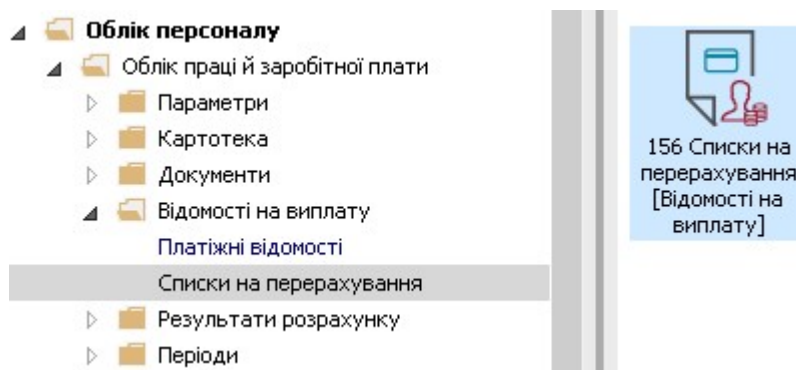 Облік персоналу
Облік праці й заробітної плати
Параметри
Картотека
Документи
Відомості на виплату
Платіжні відомості
Списки на перерахування
Результати розрахунку
Періоди
156 Списки на
перерахування
[Відомості на
виплату]